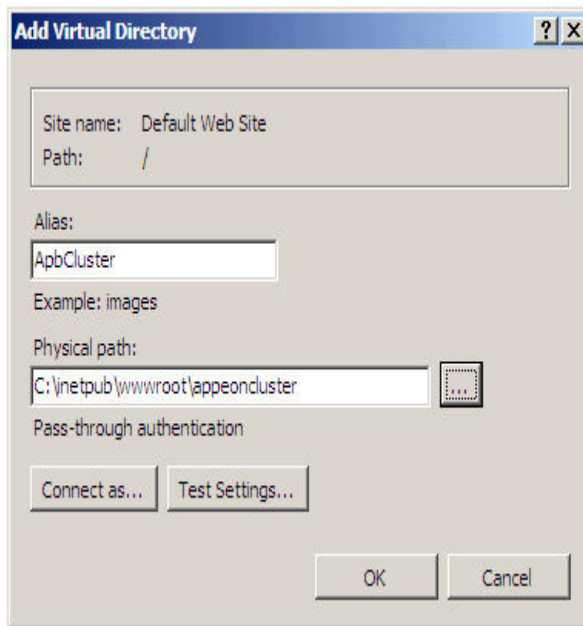 Add Virtual Directory
Site name: Default Web Site
Path: /
Alias:
ApbCluster
Example: images
Physical path:
C:\inetpub\wwwroot\appeoncluster
...
Pass-through authentication
Connect as... Test Settings...
OK Cancel